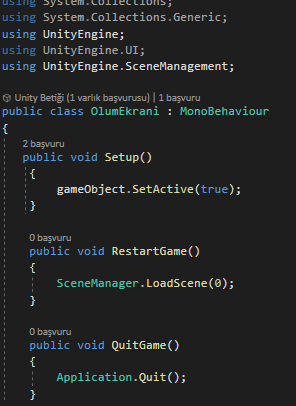 using System.Collections;
using System.Collections.Generic;
using UnityEngine;
using UnityEngine.UI;
using UnityEngine.SceneManagement;
Unity Betiği (1 varlık başvurusu) | 1 başvuru
public class OlumEkrani : MonoBehaviour
{
2 başvuru
public void Setup()
{
gameObject.SetActive(true);
}
0 başvuru
public void RestartGame()
{
SceneManager.LoadScene(0);
}
0 başvuru
public void QuitGame()
{
Application.Quit();
}